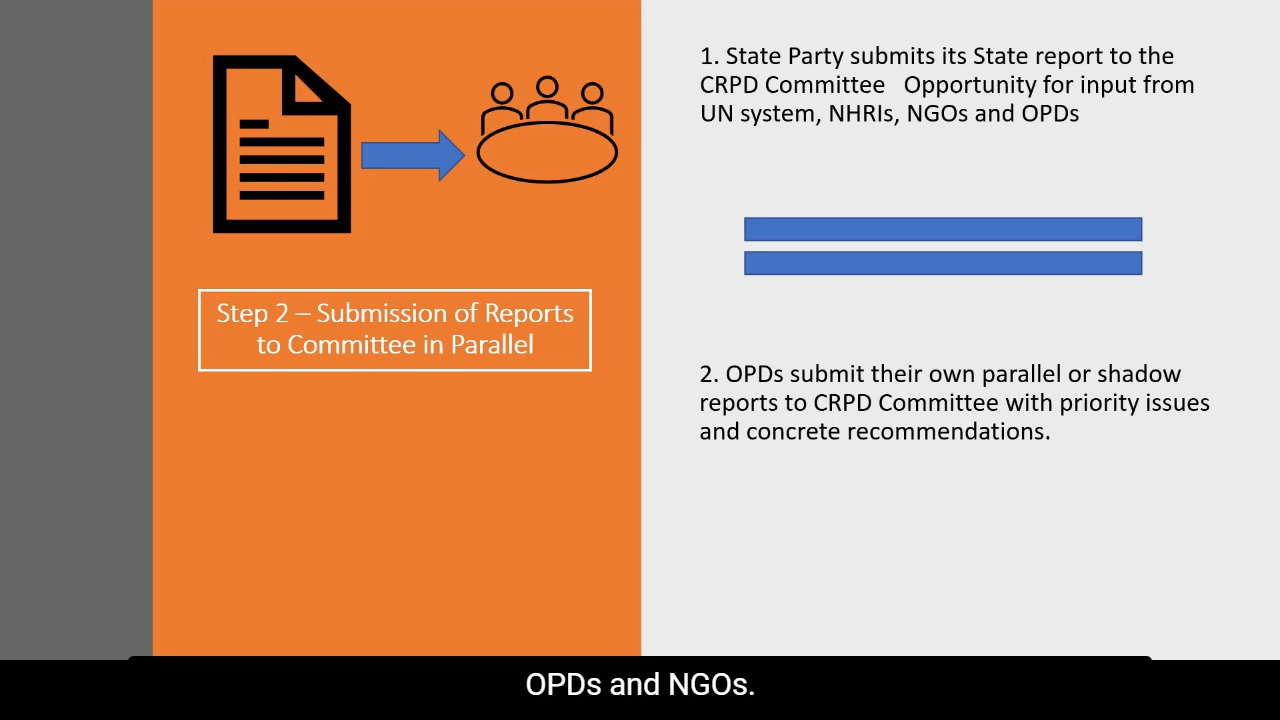 Step 2 – Submission of Reports
to Committee in Parallel
1. State Party submits its State report to the
CRPD Committee   Opportunity for input from
UN system, NHRIs, NGOs and OPDs
2. OPDs submit their own parallel or shadow
reports to CRPD Committee with priority issues
and concrete recommendations.
OPDs and NGOs.